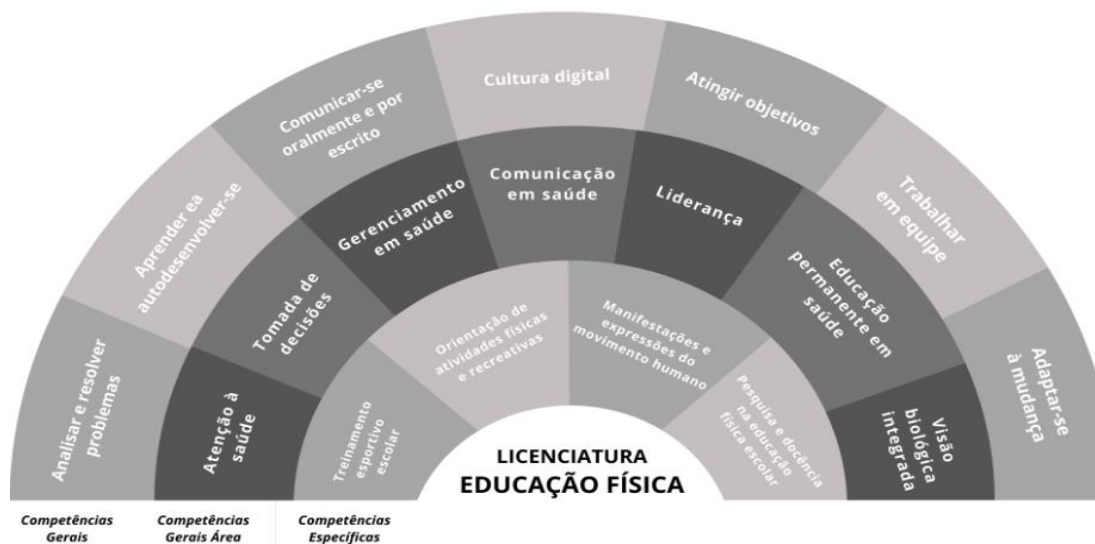 Analisar e resolver
problemas
Aprender ea
autodesenvolver-se
Comunicar-se
oralmente e por
escrito
Cultura digital
Atingir objetivos
Trabalhar
em equipe
Adaptar-se
à mudança
Atenção à
saúde
Tomada de
decisões
Gerenciamento
em saúde
Comunicação
em saúde
Liderança
Educação
permanente em
saúde
Visão
biológica
integrada
Treinamento
esportivo
escolar
Orientação de
atividades físicas
e recreativas
Manifestações e
expressões do
movimento humano
Pesquisa e docência
na educação
física escolar
LICENCIATURA
EDUCAÇÃO FÍSICA
Competências
Gerais
Competências
Gerais Área
Competências
Específicas